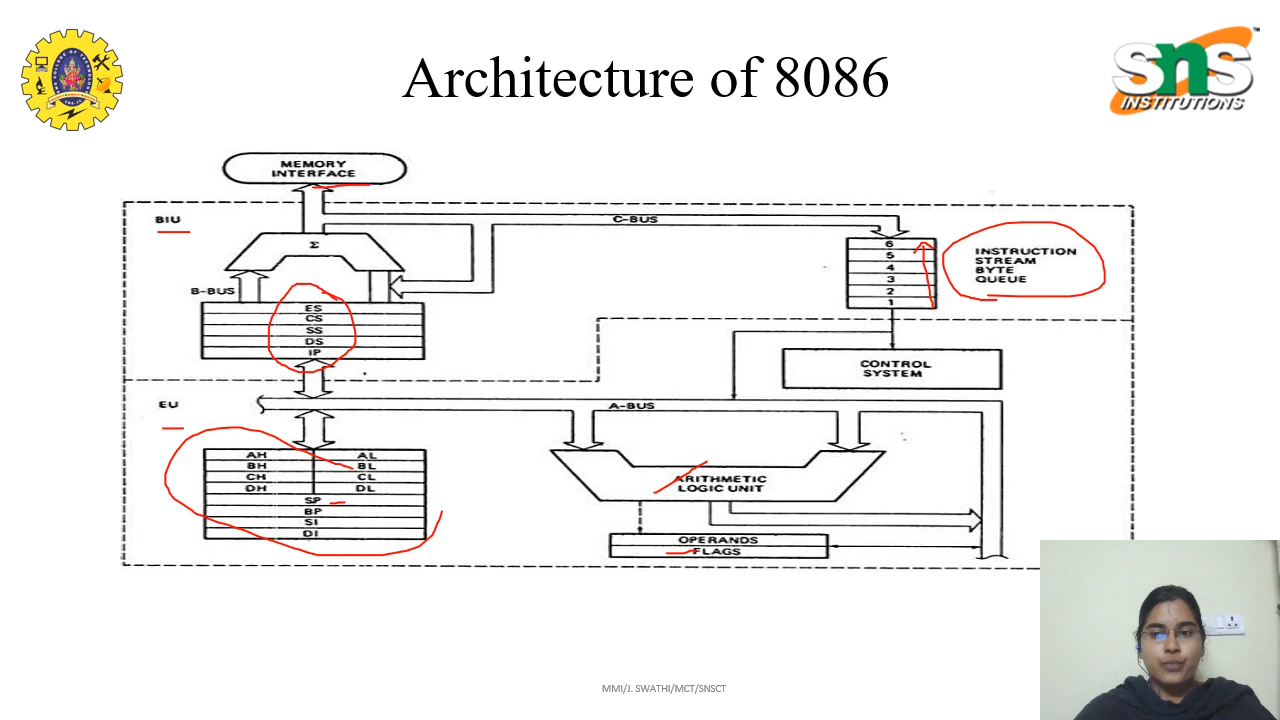 Architecture of 8086
sns
INSTITUTIONS
MEMORY
INTERFACE
BIU
C-BUS
Σ
B-BUS
ES
CS
SS
DS
IP
6
5
4
3
2
1
INSTRUCTION
STREAM
BYTE
QUEUE
CONTROL
SYSTEM
EU
A-BUS
AH AL
BH BL
CH CL
DH DL
SP
BP
SI
DI
ARITHMETIC
LOGIC UNIT
OPERANDS
FLAGS
MMI/J. SWATHI/MCT/SNSCT